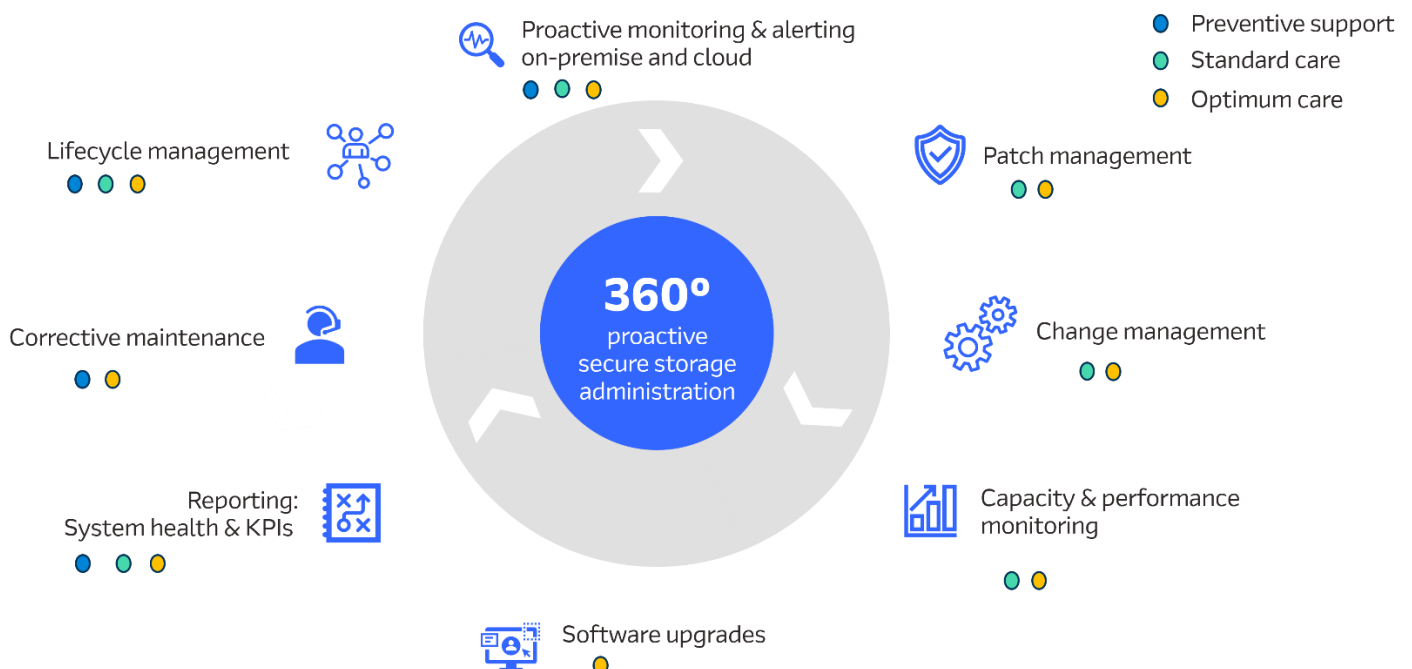 Proactive monitoring & alerting
on-premise and cloud
Preventive support
Standard care
Optimum care
Lifecycle management
Patch management
360º
proactive
secure storage
administration
Corrective maintenance
Change management
Reporting:
System health & KPIs
Capacity & performance
monitoring
Software upgrades